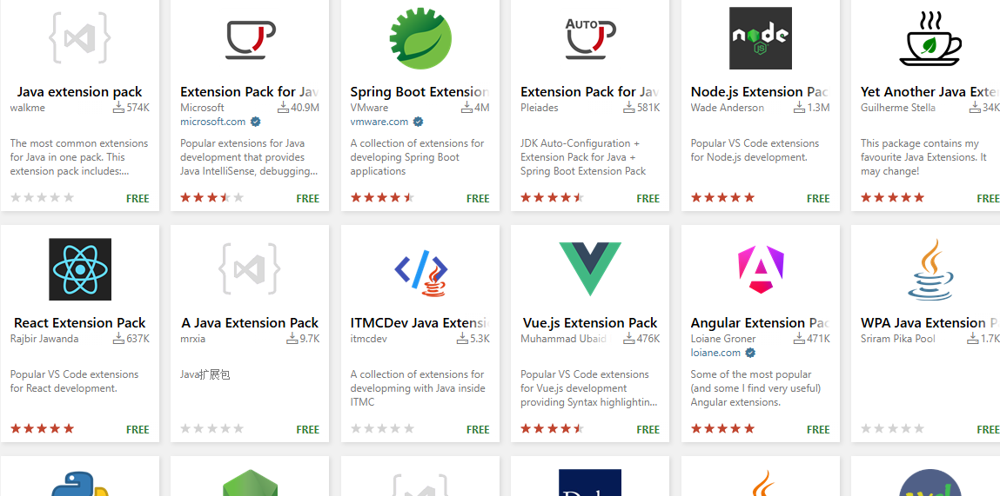 AUTO
node
JS
Java extension pack
walkme 574K
The most common extensions
for Java in one pack. This
extension pack includes:...
FREE
Extension Pack for Jav
Microsoft 40.9M
microsoft.com
Popular extensions for Java
development that provides
Java IntelliSense, debugging...
FREE
Spring Boot Extension
VMware 4M
vmware.com
A collection of extensions for
developing Spring Boot
applications
FREE
Extension Pack for Jav
Pleiades 581K
JDK Auto-Configuration +
Extension Pack for Java +
Spring Boot Extension Pack
FREE
Node.js Extension Pac
Wade Anderson 1.3M
Popular VS Code extensions
for Node.js development.
FREE
Yet Another Java Exte
Guilherme Stella 34K
This package contains my
favourite Java Extensions. It
may change!
FREE
React Extension Pack
Rajbir Jawanda 637K
Popular VS Code extensions
for React development.
FREE
A Java Extension Pack
mrxia 9.7K
Java扩展包
FREE
ITMCDev Java Extensi
itmcdev 5.3K
A collection of extensions for
developming with Java inside
ITMC
FREE
Vue.js Extension Pack
Muhammad Ubaid 476K
Popular VS Code extensions
for Vue.js development
providing Syntax highlightin...
FREE
Angular Extension Pac
Loiane Groner 471K
loiane.com
Some of the most popular
(and some I find very useful)
Angular extensions.
FREE
WPA Java Extension P
Sriram Pika Pool 1.7K
FREE